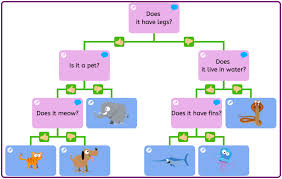 Does
it have legs?
Is it a pet?
Does
it live in water?
Does it meow?
Does it have fins?